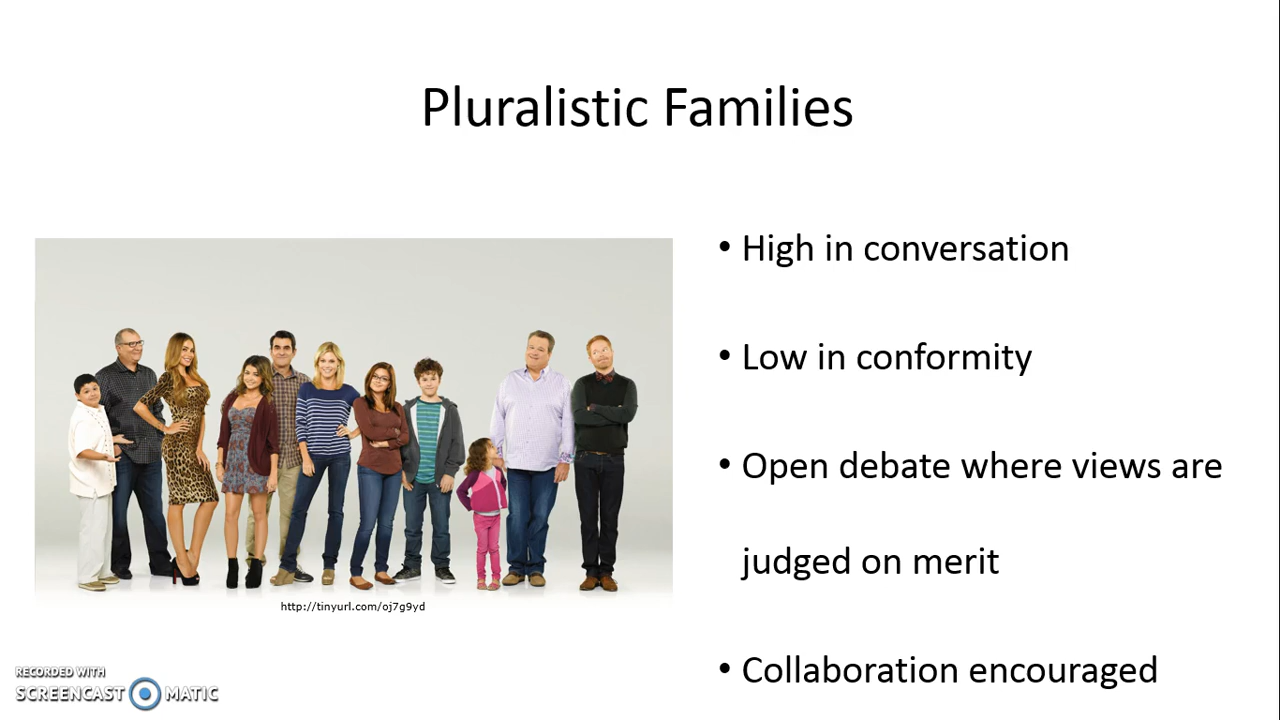 Pluralistic Families
• High in conversation
• Low in conformity
• Open debate where views are
judged on merit
• Collaboration encouraged
http://tinyurl.com/oj7g9yd
RECORDED WITH
SCREENCAST MATIC